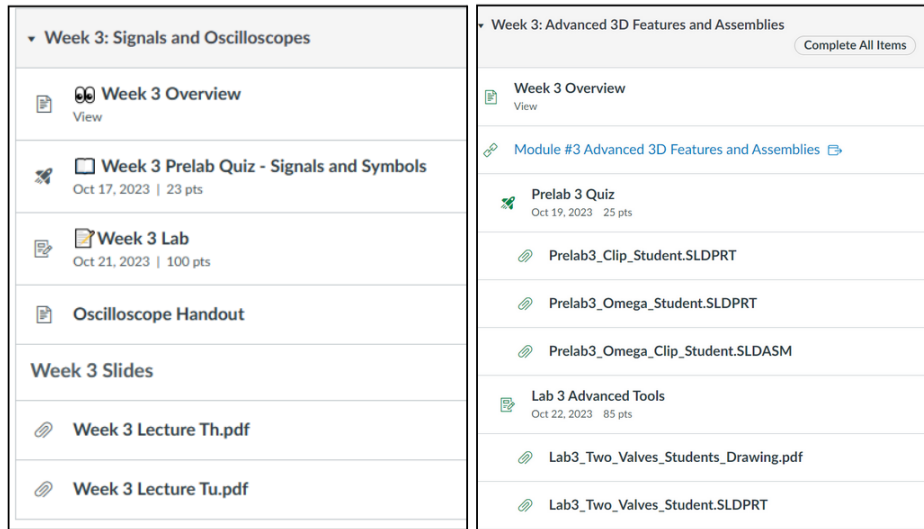 Week 3: Signals and Oscilloscopes
👀 Week 3 Overview
View
📖 Week 3 Prelab Quiz - Signals and Symbols
Oct 17, 2023 | 23 pts
📝Week 3 Lab
Oct 21, 2023 | 100 pts
Oscilloscope Handout
Week 3 Slides
Week 3 Lecture Th.pdf
Week 3 Lecture Tu.pdf
Week 3: Advanced 3D Features and Assemblies
Complete All Items
Week 3 Overview
View
Module #3 Advanced 3D Features and Assemblies
Prelab 3 Quiz
Oct 19, 2023 25 pts
Prelab3_Clip_Student.SLDPRT
Prelab3_Omega_Student.SLDPRT
Prelab3_Omega_Clip_Student.SLDASM
Lab 3 Advanced Tools
Oct 22, 2023 85 pts
Lab3_Two_Valves_Students_Drawing.pdf
Lab3_Two_Valves_Student.SLDPRT